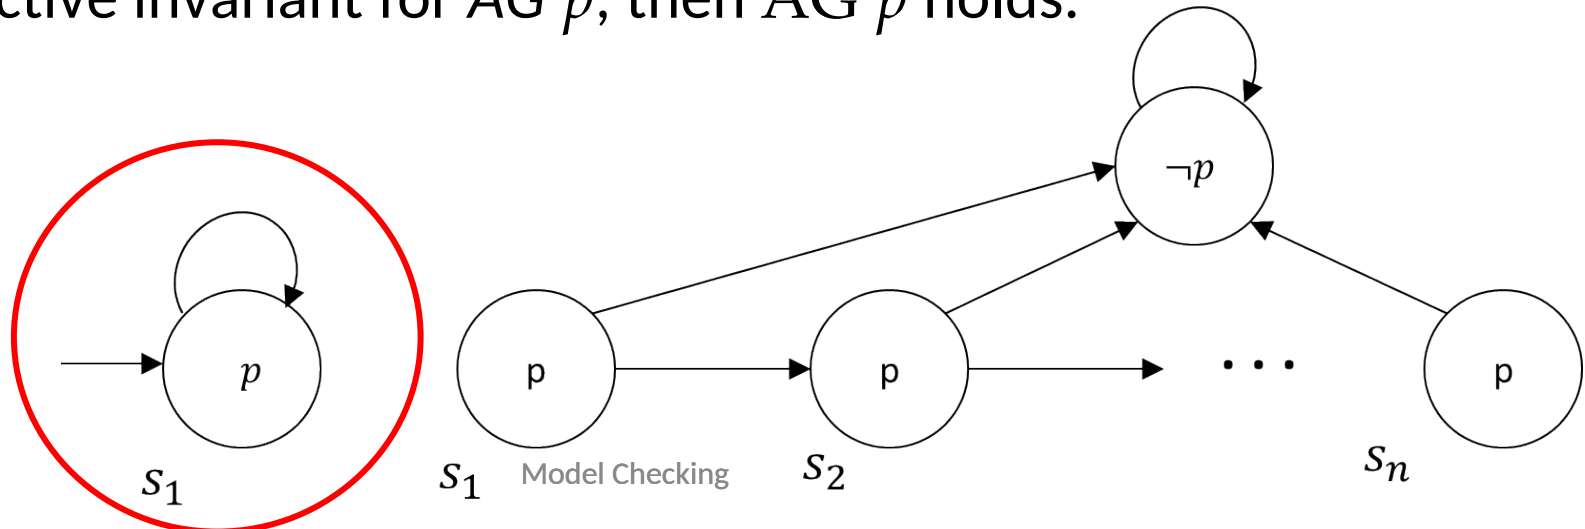 ctive invariant for AG p, then AG p holds.
¬p
p
p
p
p
s₁
s₁
Model Checking
s₂
sₙ